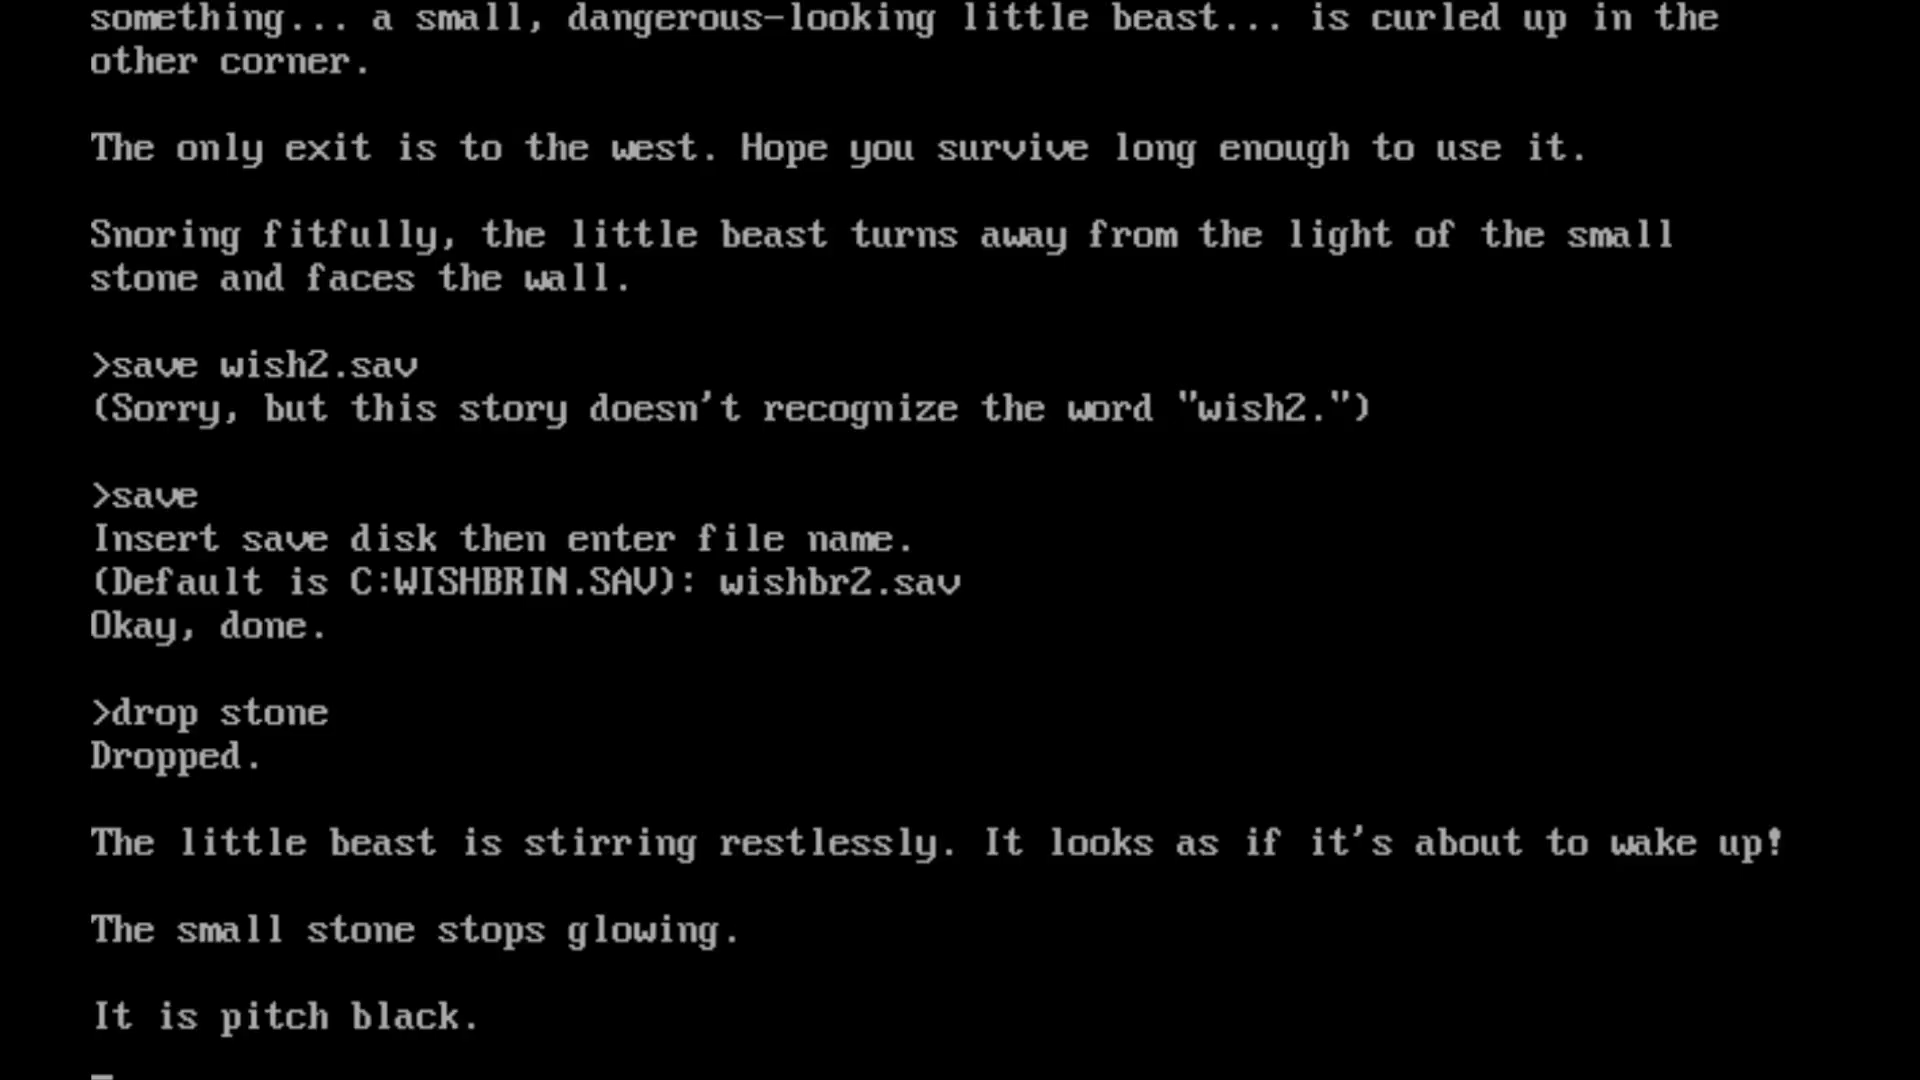 something... a small, dangerous-looking little beast... is curled up in the
other corner.
The only exit is to the west. Hope you survive long enough to use it.
Snoring fitfully, the little beast turns away from the light of the small
stone and faces the wall.
>save wish2.sav
(Sorry, but this story doesn't recognize the word "wish2.")
>save
Insert save disk then enter file name.
(Default is C:WISHBRIN.SAV): wishbr2.sav
Okay, done.
>drop stone
Dropped.
The little beast is stirring restlessly. It looks as if it's about to wake up!
The small stone stops glowing.
It is pitch black.